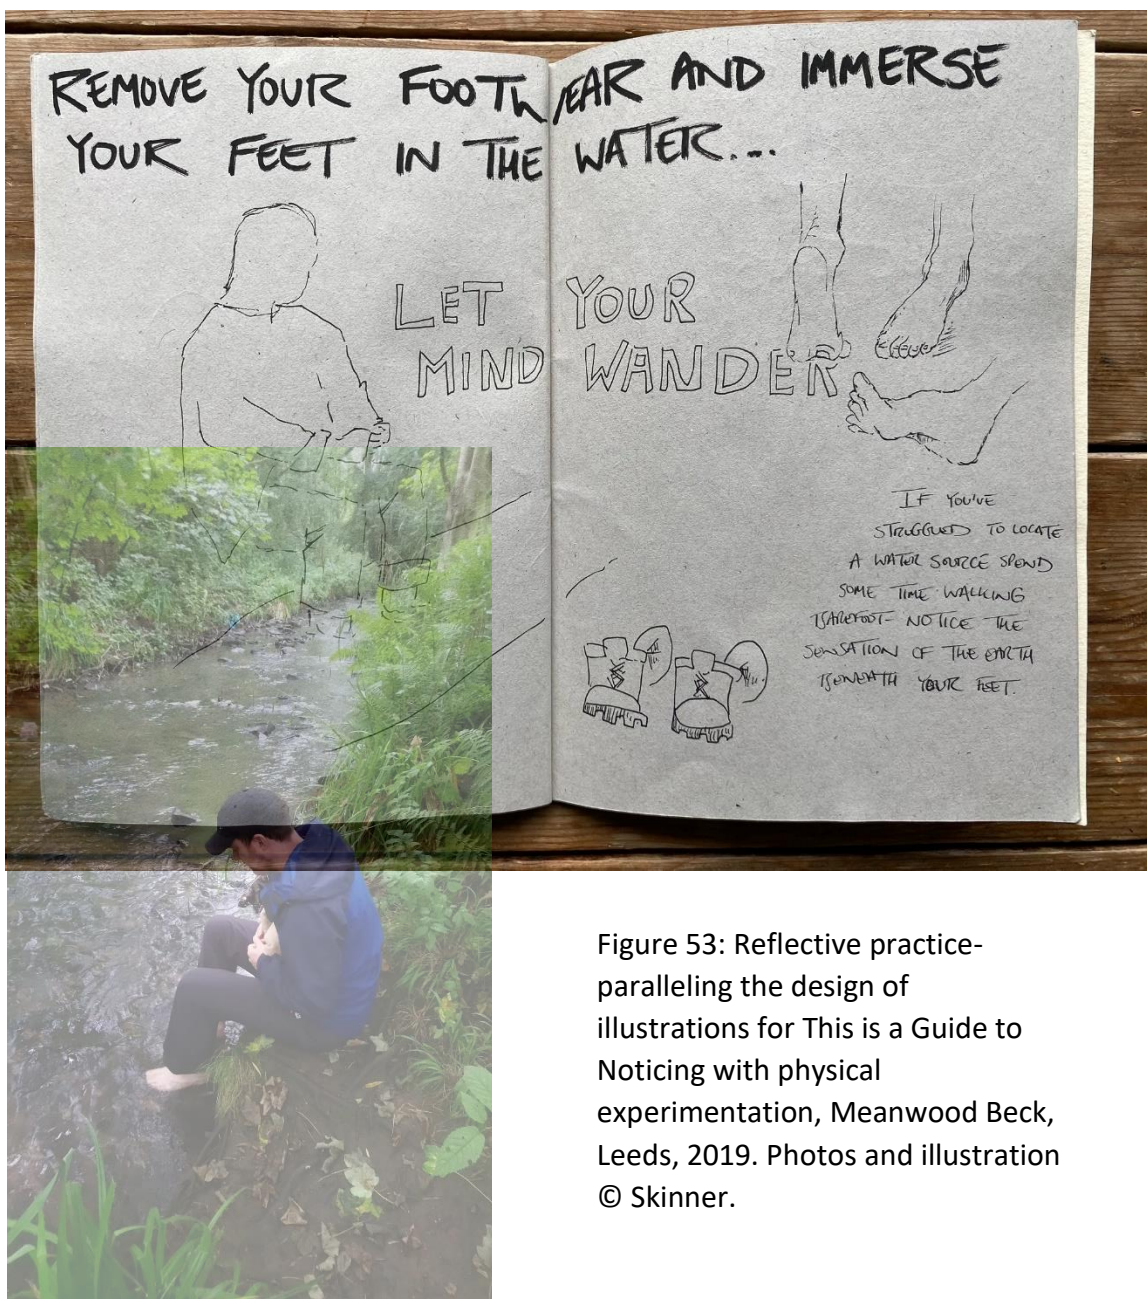 REMOVE YOUR FOOTWEAR AND IMMERSE
YOUR FEET IN THE WATER....
LET YOUR
MIND WANDER
IF YOU'VE
STRUGGLED TO LOCATE
A WATER SOURCE SPEND
SOME TIME WALKING
BAREFOOT- NOTICE THE
SENSATION OF THE EARTH
BENEATH YOUR FEET.
Figure 53: Reflective practice-
paralleling the design of
illustrations for This is a Guide to
Noticing with physical
experimentation, Meanwood Beck,
Leeds, 2019. Photos and illustration
© Skinner.